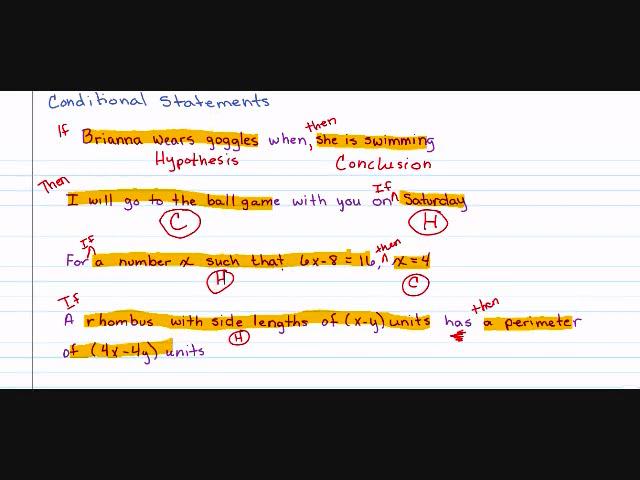 Conditional Statements
If Brianna wears goggles when, then she is swimming
Hypothesis Conclusion
Then I will go to the ball game with you on If Saturday
C H
For If a number x such that 6x-8 = 16, then x = 4
H C
If A rhombus with side lengths of (x-y) units has then a perimeter
H
of (4x-4y) units